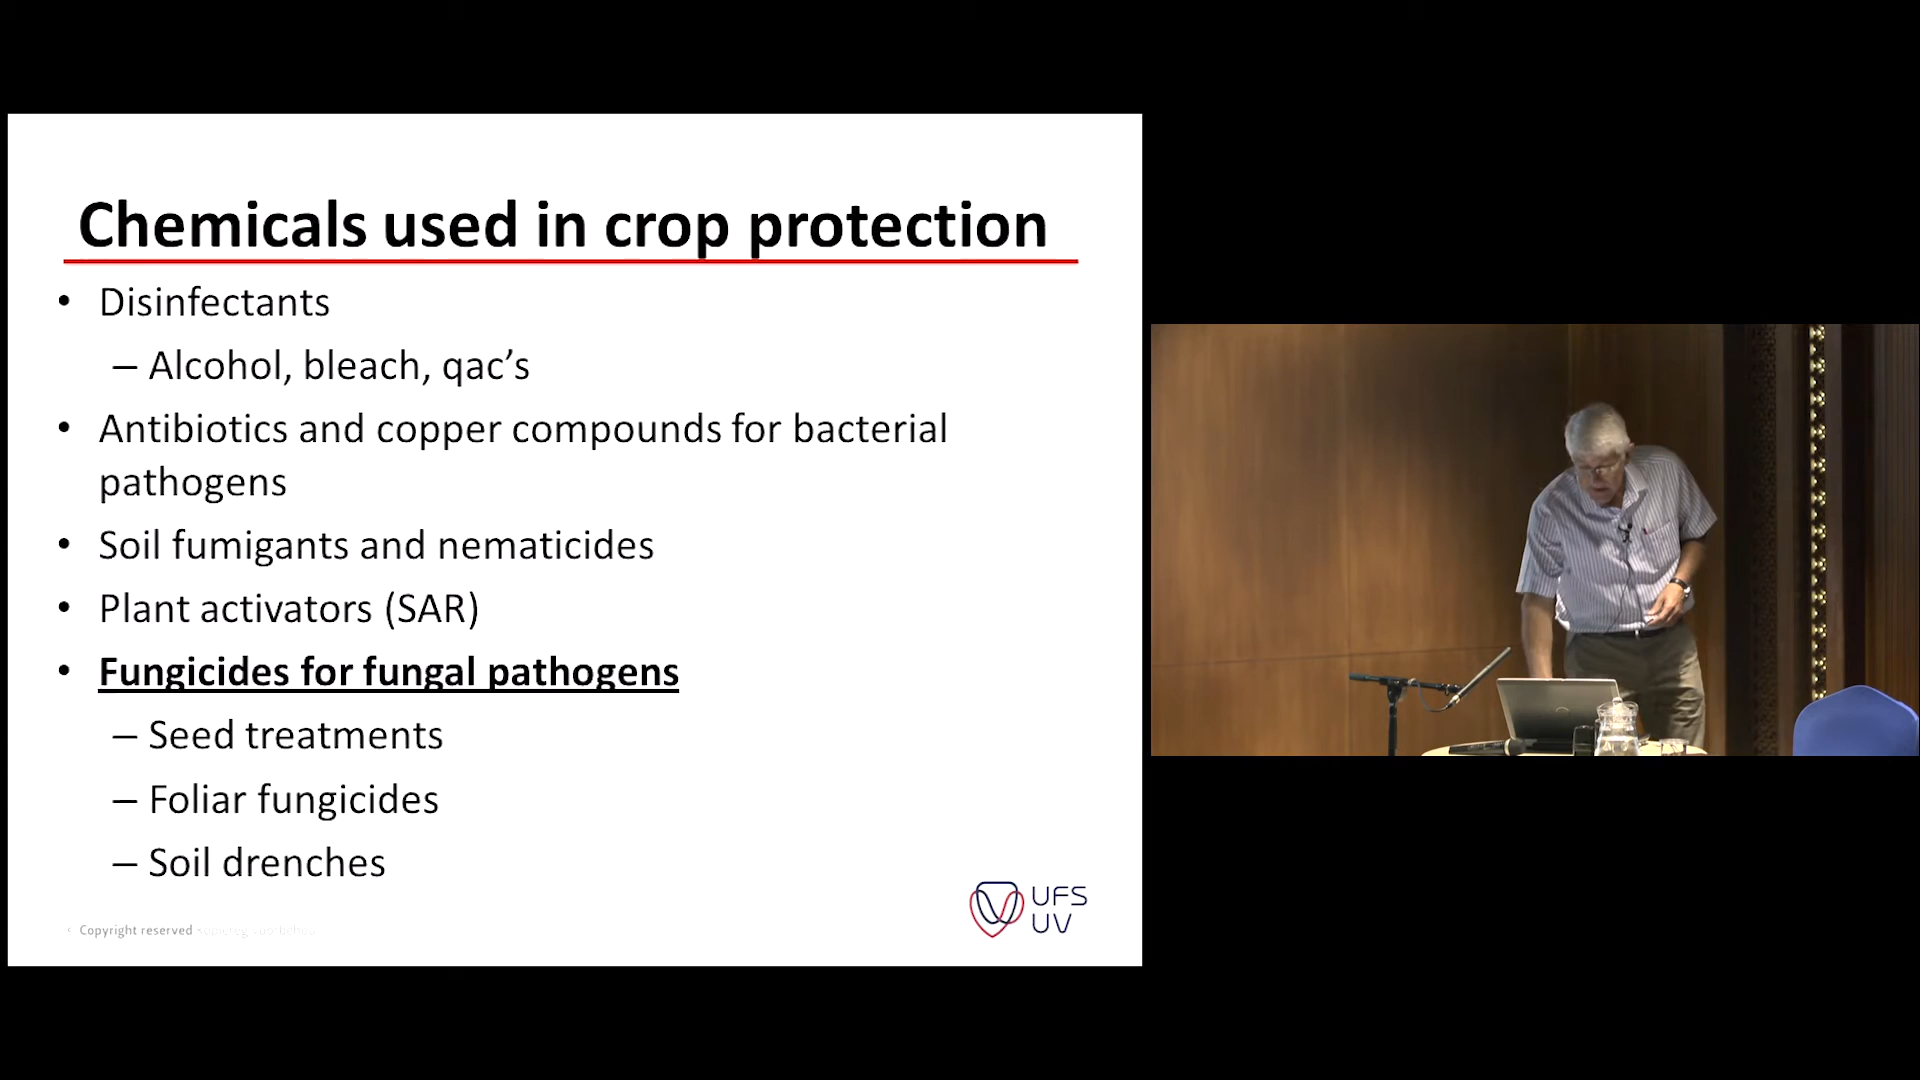 Chemicals used in crop protection
• Disinfectants
– Alcohol, bleach, qac’s
• Antibiotics and copper compounds for bacterial
pathogens
• Soil fumigants and nematicides
• Plant activators (SAR)
• Fungicides for fungal pathogens
– Seed treatments
– Foliar fungicides
– Soil drenches
Copyright reserved
UFS
UV